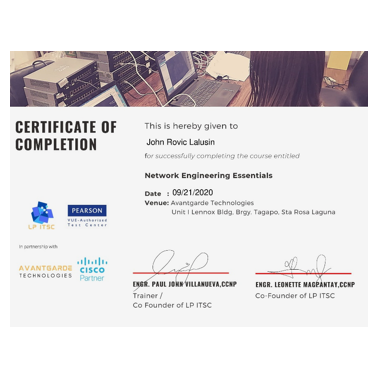 CERTIFICATE OF
COMPLETION
This is hereby given to
John Rovic Lalusin
for successfully completing the course entitled
Network Engineering Essentials
Date : 09/21/2020
Venue: Avantgarde Technologies
Unit I Lennox Bldg, Brgy. Tagapo, Sta Rosa Laguna
LP ITSC
PEARSON
VUE-Authorized
Test Center
In partnership with:
AVANTGARDE
TECHNOLOGIES
CISCO
Partner
ENGR. PAUL JOHN VILLANUEVA,CCNP
Trainer /
Co Founder of LP ITSC
ENGR. LEONETTE MAGPANTAY,CCNP
Co-Founder of LP ITSC